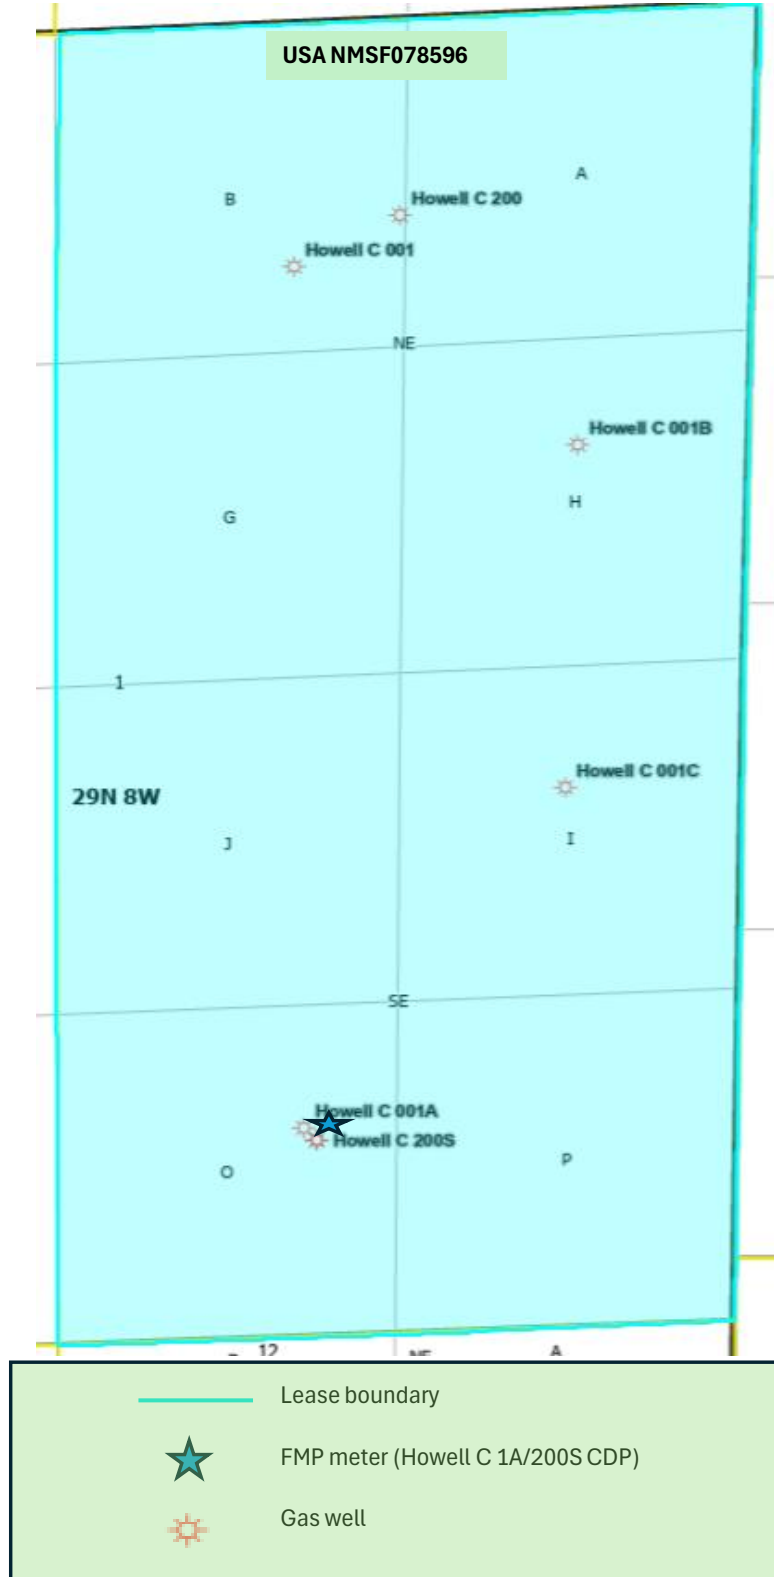 USA NMSF078596
A
B
Howell C 200
Howell C 001
NE
Howell C 001B
H
G
1
Howell C 001C
29N 8W
I
J
SE
Howell C 001A
Howell C 200S
P
O
12
NE
A
Lease boundary
FMP meter (Howell C 1A/200S CDP)
Gas well